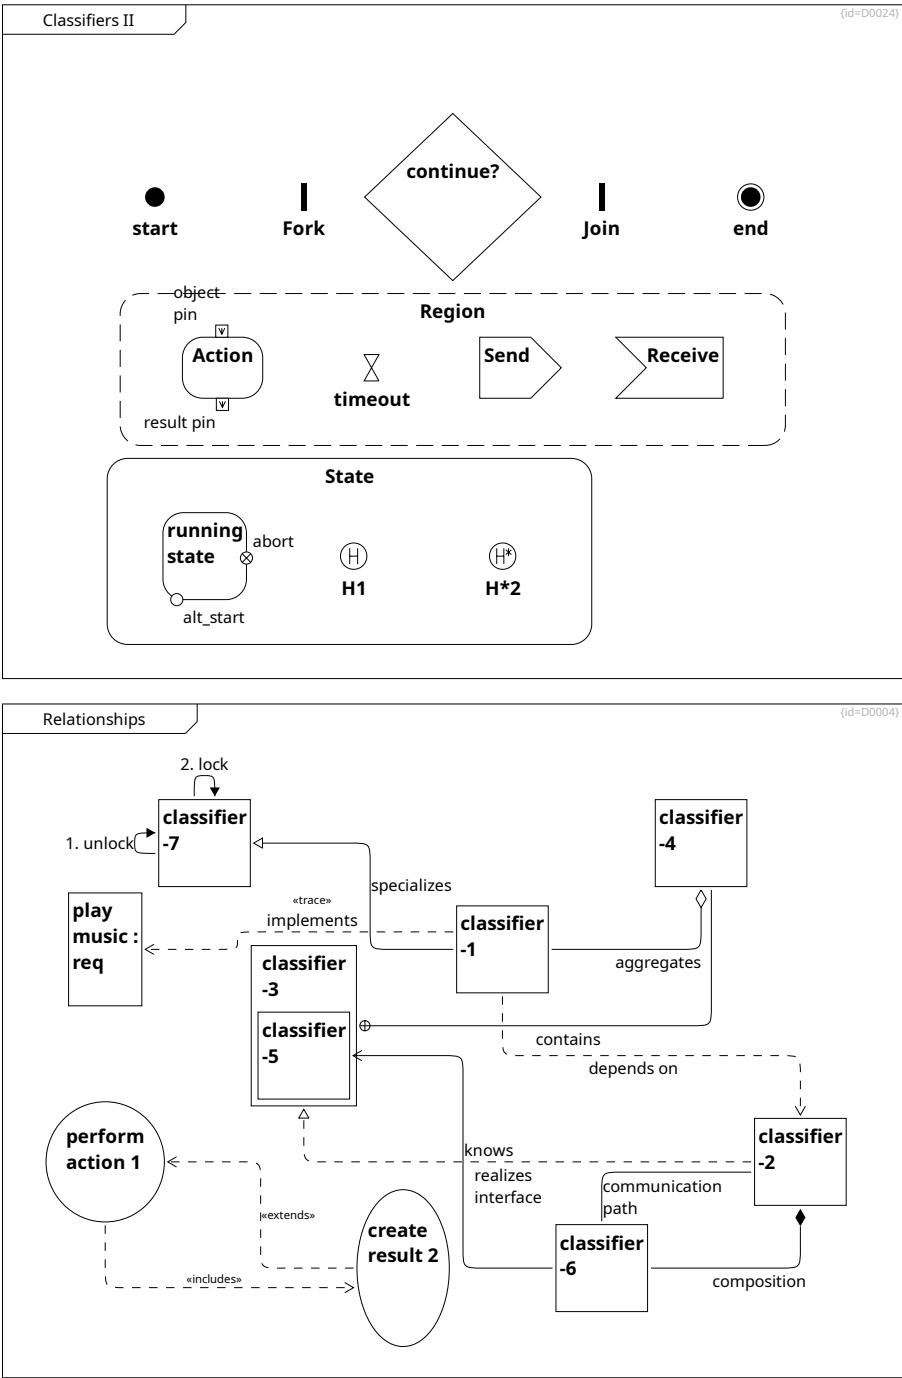 Classifiers II
{id=D0024}
continue?
start
Fork
Join
end
object
pin
Region
Action
Send
Receive
timeout
result pin
State
running
state
abort
H
H*
H1
H*2
alt_start
Relationships
{id=D0004}
2. lock
classifier
-7
1. unlock
classifier
-4
specializes
«trace»
implements
play
music :
req
classifier
-1
aggregates
classifier
-3
classifier
-5
contains
depends on
perform
action 1
classifier
-2
knows
realizes
interface
communication
path
«extends»
create
result 2
classifier
-6
«includes»
composition